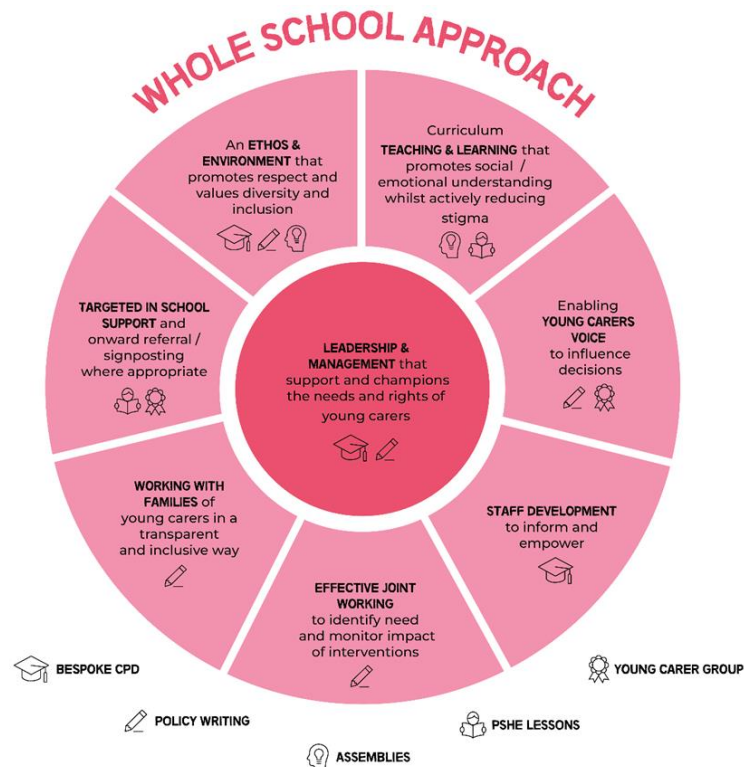 WHOLE SCHOOL APPROACH
An ETHOS &
ENVIRONMENT that
promotes respect and
values diversity and
inclusion
Curriculum
TEACHING & LEARNING that
promotes social /
emotional understanding
whilst actively reducing
stigma
TARGETED IN SCHOOL
SUPPORT and
onward referral /
signposting
where appropriate
LEADERSHIP &
MANAGEMENT that
support and champions
the needs and rights of
young carers
Enabling
YOUNG CARERS
VOICE
to influence
decisions
WORKING WITH
FAMILIES of
young carers in a
transparent
and inclusive way
EFFECTIVE JOINT
WORKING
to identify need
and monitor impact
of interventions
STAFF DEVELOPMENT
to inform and
empower
BESPOKE CPD
POLICY WRITING
ASSEMBLIES
PSHE LESSONS
YOUNG CARER GROUP